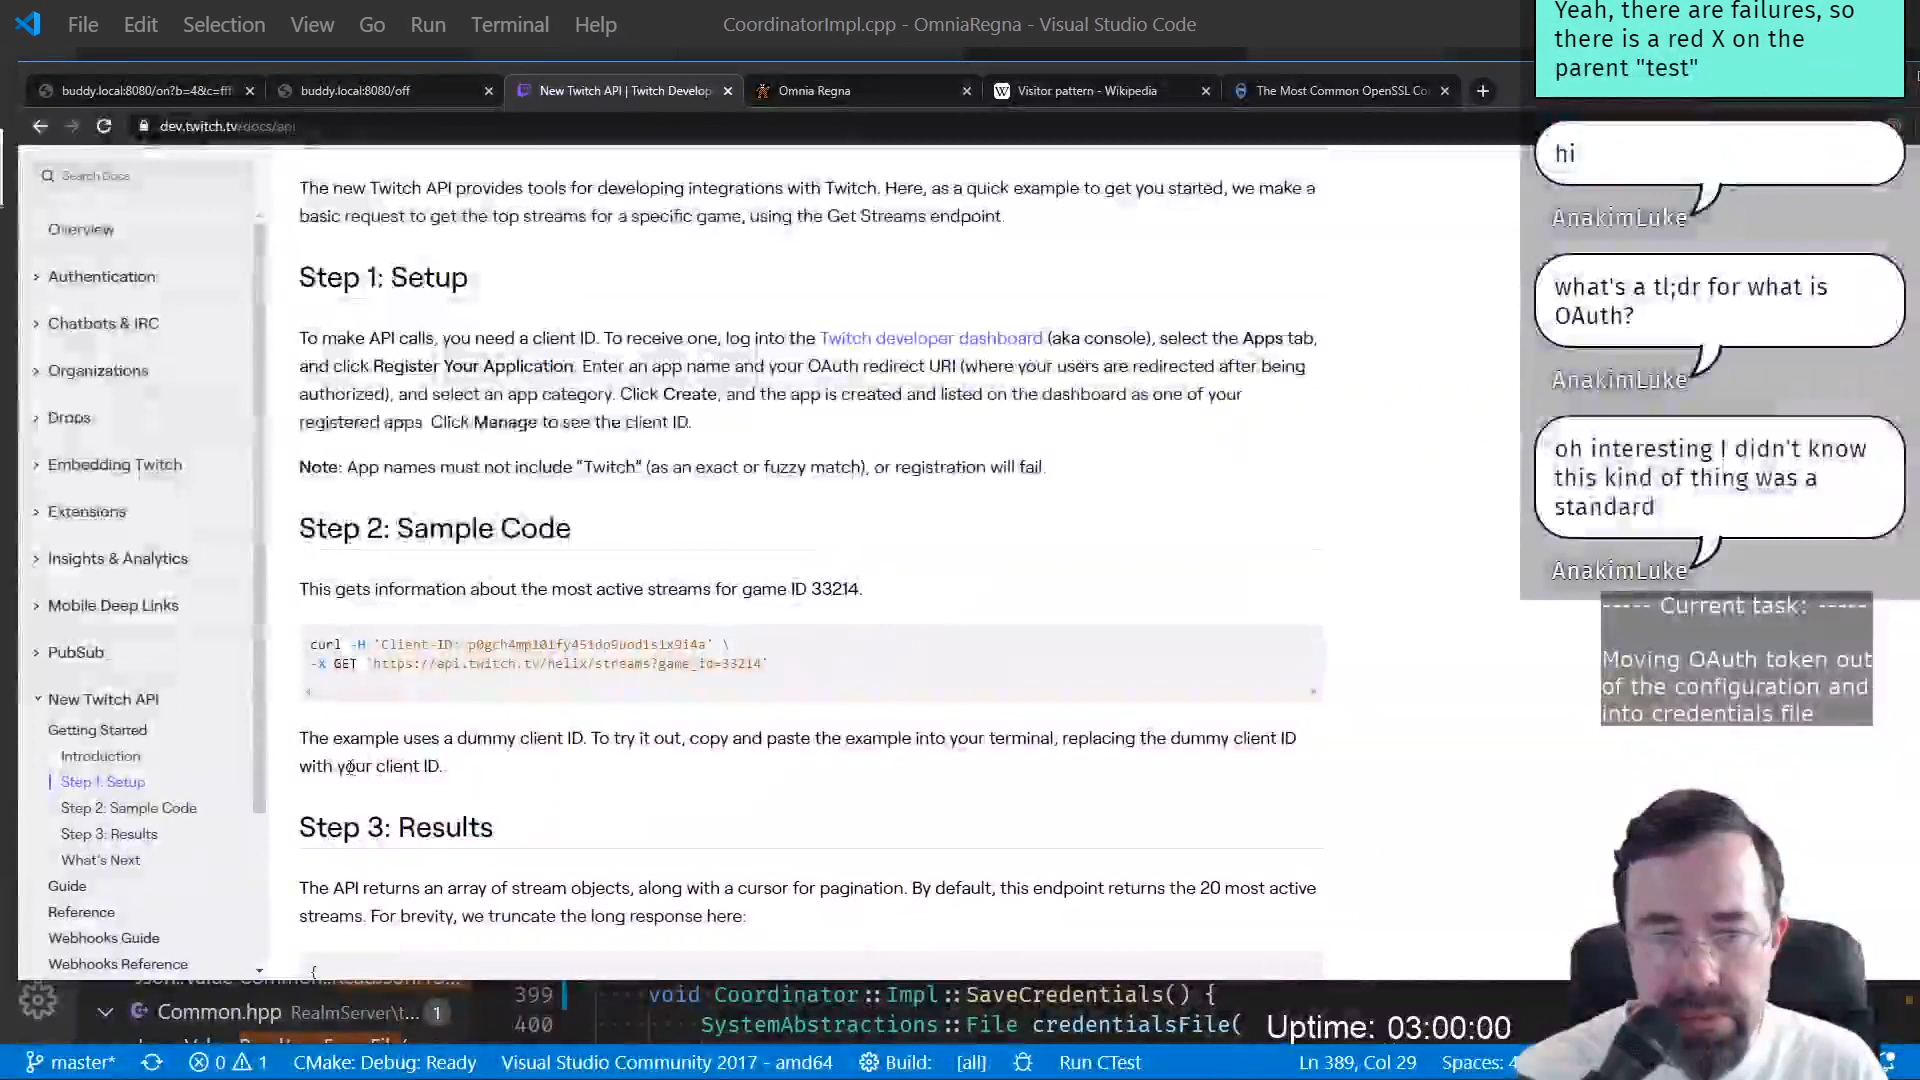 File Edit Selection View Go Run Terminal Help
CoordinatorImpl.cpp - OmniaRegna - Visual Studio Code
buddy.local:8080/on?b=4&c=fff
buddy.local:8080/off
New Twitch API | Twitch Develop
Omnia Regna
Visitor pattern - Wikipedia
The Most Common OpenSSL Co
dev.twitch.tv/docs/api
Search Docs
Overview
Authentication
Chatbots & IRC
Organizations
Drops
Embedding Twitch
Extensions
Insights & Analytics
Mobile Deep Links
PubSub
New Twitch API
Getting Started
Introduction
Step 1: Setup
Step 2: Sample Code
Step 3: Results
What's Next
Guide
Reference
Webhooks Guide
Webhooks Reference
The new Twitch API provides tools for developing integrations with Twitch. Here, as a quick example to get you started, we make a
basic request to get the top streams for a specific game, using the Get Streams endpoint.
Step 1: Setup
To make API calls, you need a client ID. To receive one, log into the Twitch developer dashboard (aka console), select the Apps tab,
and click Register Your Application. Enter an app name and your OAuth redirect URI (where your users are redirected after being
authorized), and select an app category. Click Create, and the app is created and listed on the dashboard as one of your
registered apps. Click Manage to see the client ID.
Note: App names must not include "Twitch" (as an exact or fuzzy match), or registration will fail.
Step 2: Sample Code
This gets information about the most active streams for game ID 33214.
curl -H 'Client-ID: p0gch4mp101fy451do9uod1s1x9i4a' \
-X GET 'https://api.twitch.tv/helix/streams?game_id=33214'
The example uses a dummy client ID. To try it out, copy and paste the example into your terminal, replacing the dummy client ID
with your client ID.
Step 3: Results
The API returns an array of stream objects, along with a cursor for pagination. By default, this endpoint returns the 20 most active
streams. For brevity, we truncate the long response here:
{
Yeah, there are failures, so
there is a red X on the
parent "test"
hi
AnakimLuke
what's a tl;dr for what is
OAuth?
AnakimLuke
oh interesting I didn't know
this kind of thing was a
standard
AnakimLuke
----- Current task: -----
Moving OAuth token out
of the configuration and
into credentials file
Common.hpp RealmServer\t... 1
399 void Coordinator::Impl::SaveCredentials() {
400 SystemAbstractions::File credentialsFile(
Uptime: 03:00:00
master* 0 1 CMake: Debug: Ready Visual Studio Community 2017 - amd64 Build: [all] Run CTest Ln 389, Col 29 Spaces: 4